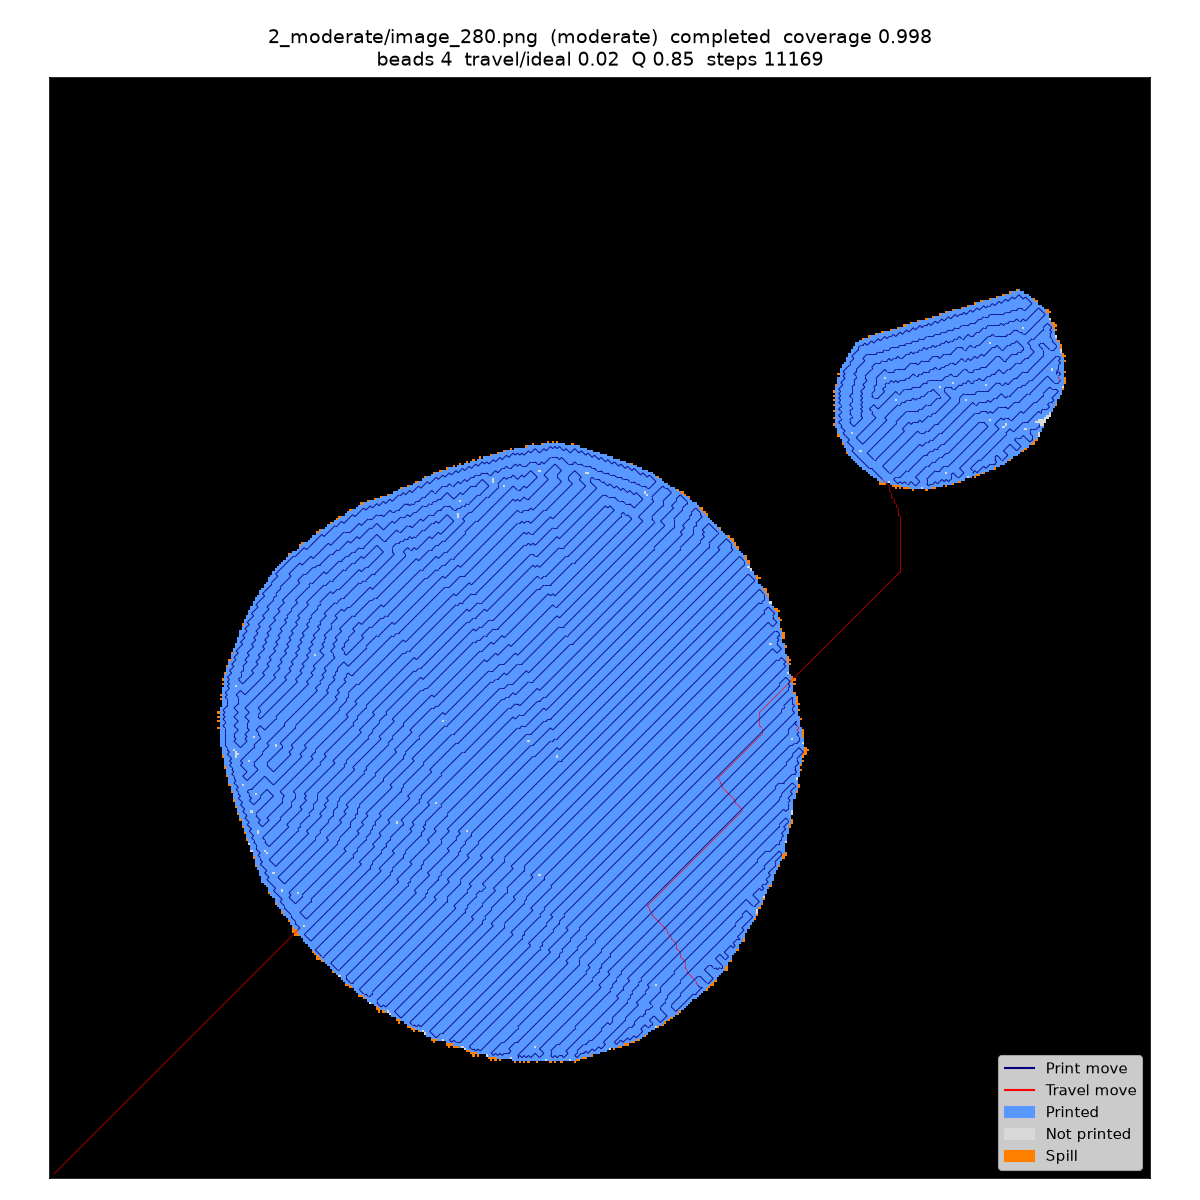 2_moderate/image_280.png  (moderate)  completed  coverage 0.998
beads 4  travel/ideal 0.02  Q 0.85  steps 11169
Print move
Travel move
Printed
Not printed
Spill